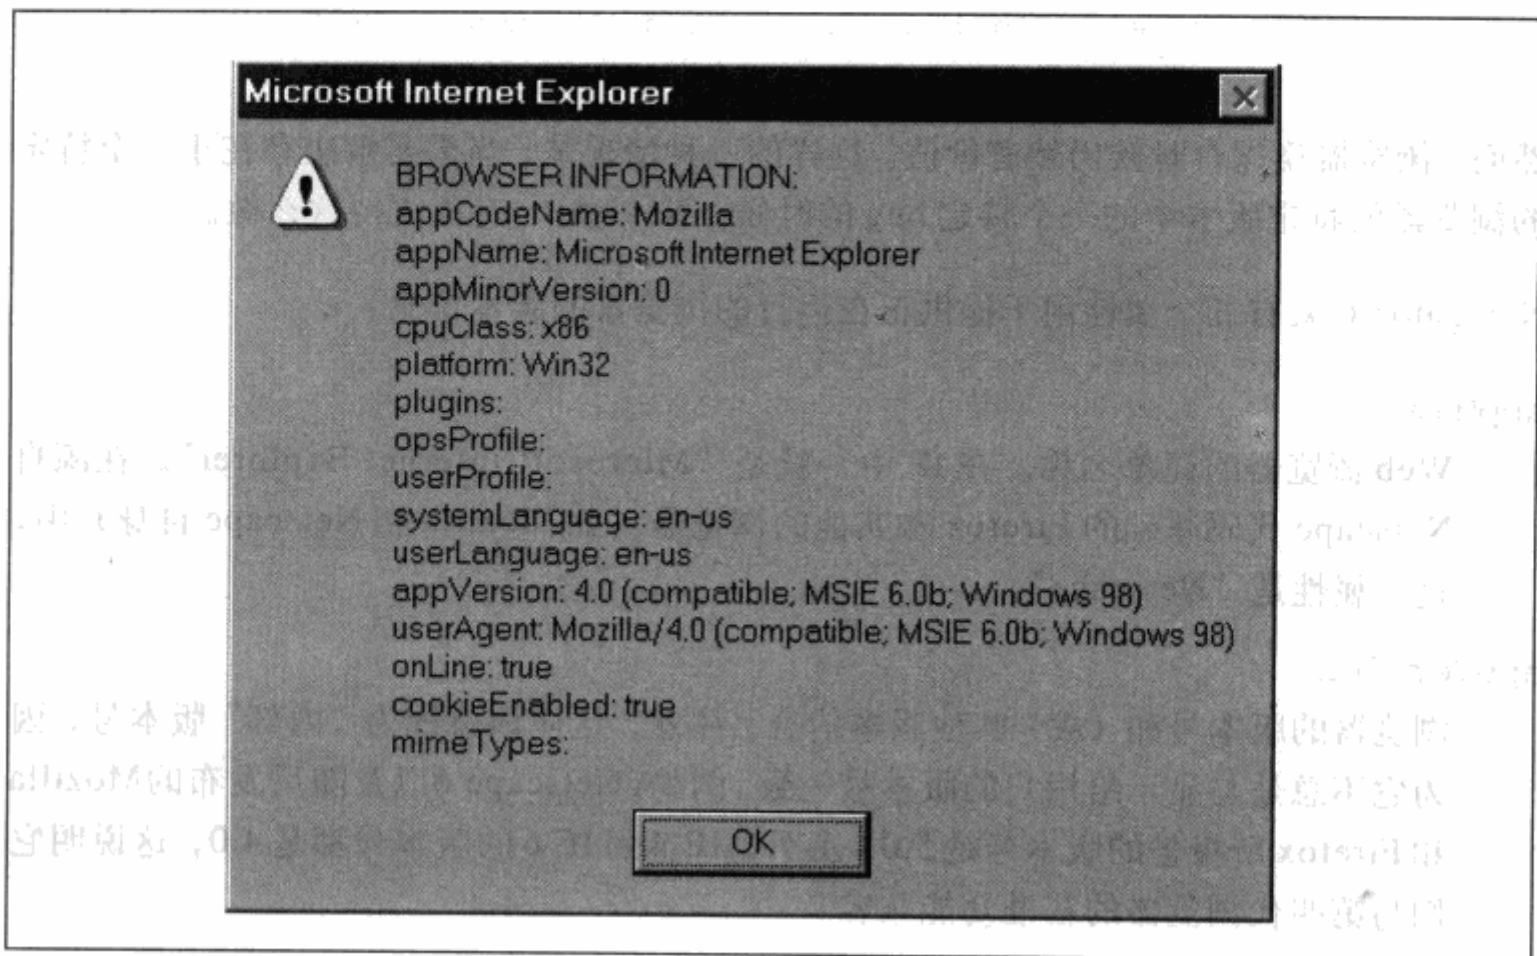 Microsoft Internet Explorer
BROWSER INFORMATION:
appCodeName: Mozilla
appName: Microsoft Internet Explorer
appMinorVersion: 0
cpuClass: x86
platform: Win32
plugins:
opsProfile:
userProfile:
systemLanguage: en-us
userLanguage: en-us
appVersion: 4.0 (compatible; MSIE 6.0b; Windows 98)
userAgent: Mozilla/4.0 (compatible; MSIE 6.0b; Windows 98)
onLine: true
cookieEnabled: true
mimeTypes:
OK